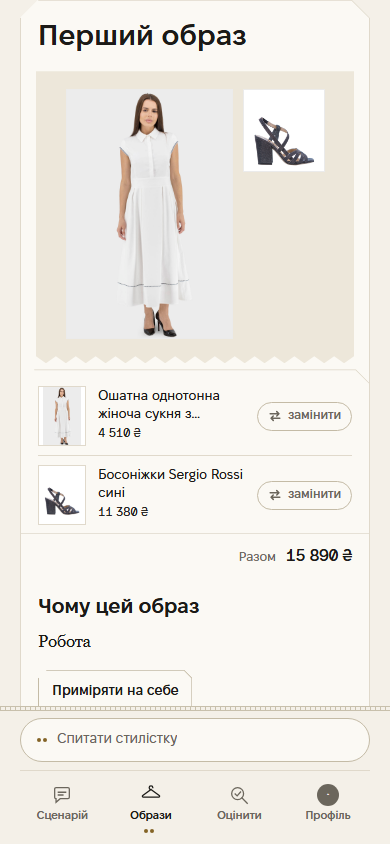 Перший образ
Ошатна однотонна
жіноча сукня з...
4 510 ₴
замінити
Босоніжки Sergio Rossi
сині
11 380 ₴
замінити
Разом 15 890 ₴
Чому цей образ
Робота
Приміряти на себе
Спитати стилістку
Сценарій
Образи
Оцінити
Профіль